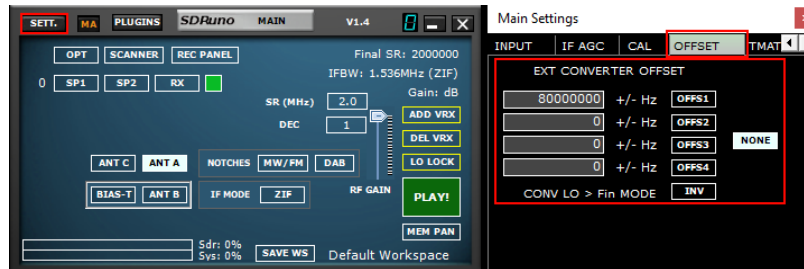 SETT. MA PLUGINS SDRuno MAIN V1.4
OPT SCANNER REC PANEL Final SR: 2000000
IFBW: 1.536MHz (ZIF)
0 SP1 SP2 RX Gain: dB
SR (MHz) 2.0 ADD VRX
DEC 1 DEL VRX
ANT C ANT A NOTCHES MW/FM DAB LO LOCK
BIAS-T ANT B IF MODE ZIF RF GAIN PLAY!
MEM PAN
Sdr: 0%
Sys: 0% SAVE WS Default Workspace
Main Settings
INPUT IF AGC CAL OFFSET TMAT
EXT CONVERTER OFFSET
80000000 +/- Hz OFFS1
0 +/- Hz OFFS2
0 +/- Hz OFFS3 NONE
0 +/- Hz OFFS4
CONV LO > Fin MODE INV